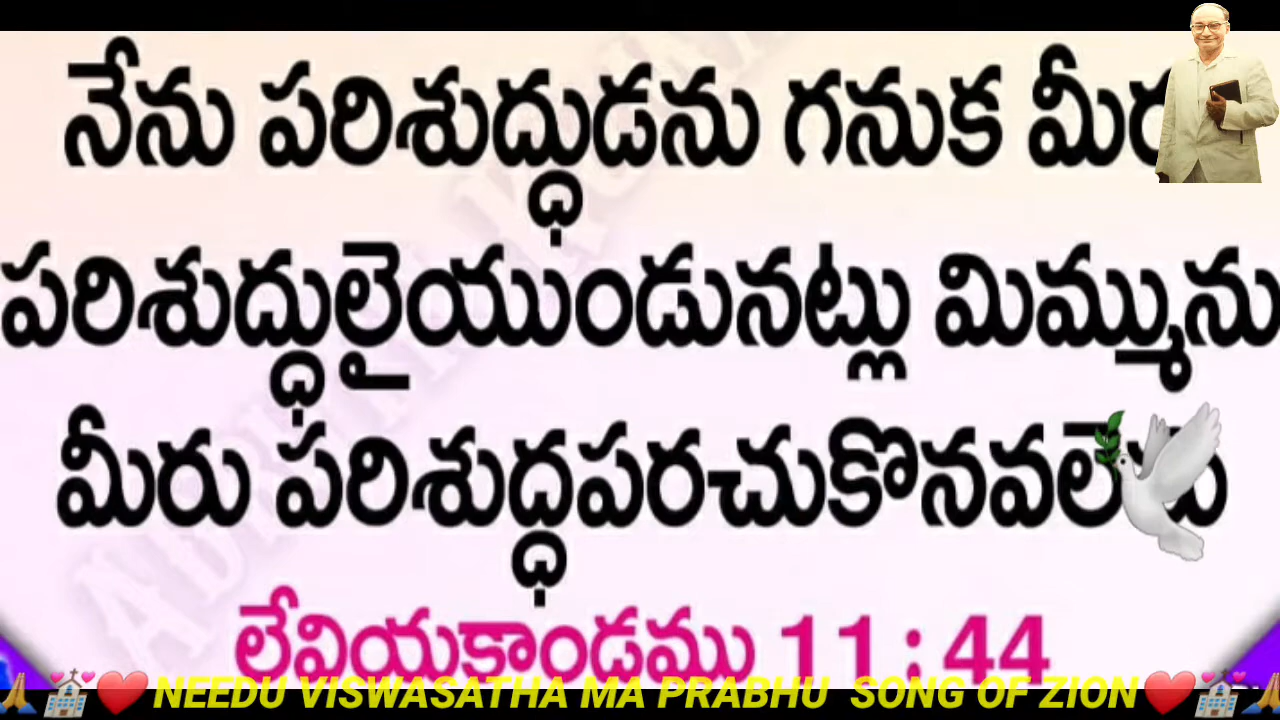 నేను పరిశుద్ధుడను గనుక
పరిశుద్ధులైయుండునట్లు మిమ్మును
మీరు పరిశుద్ధపరచుకొనవలెను
లేవియకాండము 11 : 44
NEEDU VISWASATHA MA PRABHU SONG OF ZION